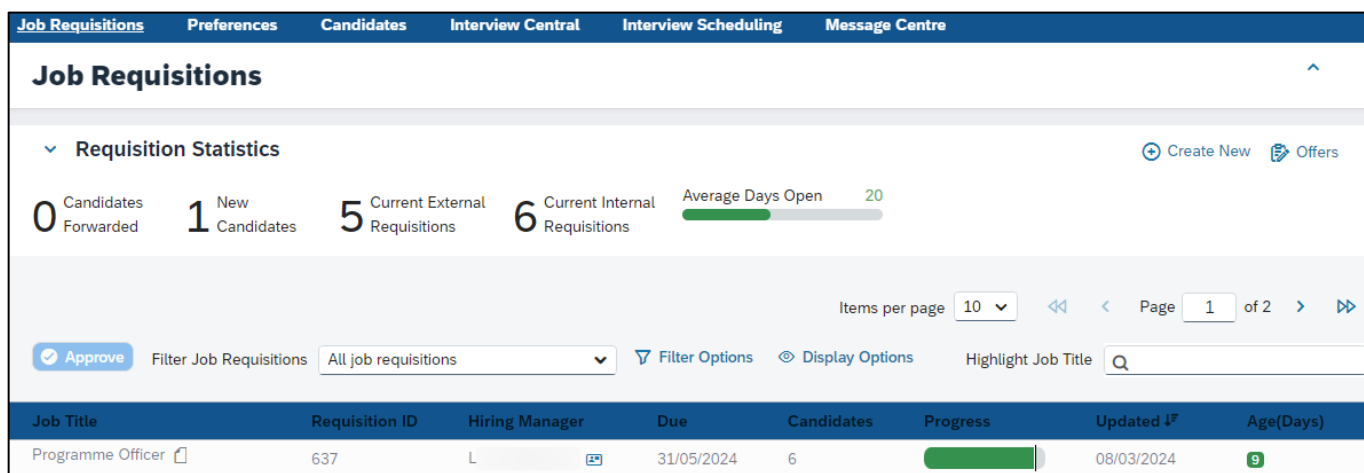 Job Requisitions Preferences Candidates Interview Central Interview Scheduling Message Centre
Job Requisitions
Requisition Statistics
Create New Offers
0 Candidates Forwarded 1 New Candidates 5 Current External Requisitions 6 Current Internal Requisitions Average Days Open 20
Items per page 10 Page 1 of 2
Approve Filter Job Requisitions All job requisitions Filter Options Display Options Highlight Job Title
Job Title Requisition ID Hiring Manager Due Candidates Progress Updated Age(Days)
Programme Officer 637 L 31/05/2024 6 08/03/2024 9